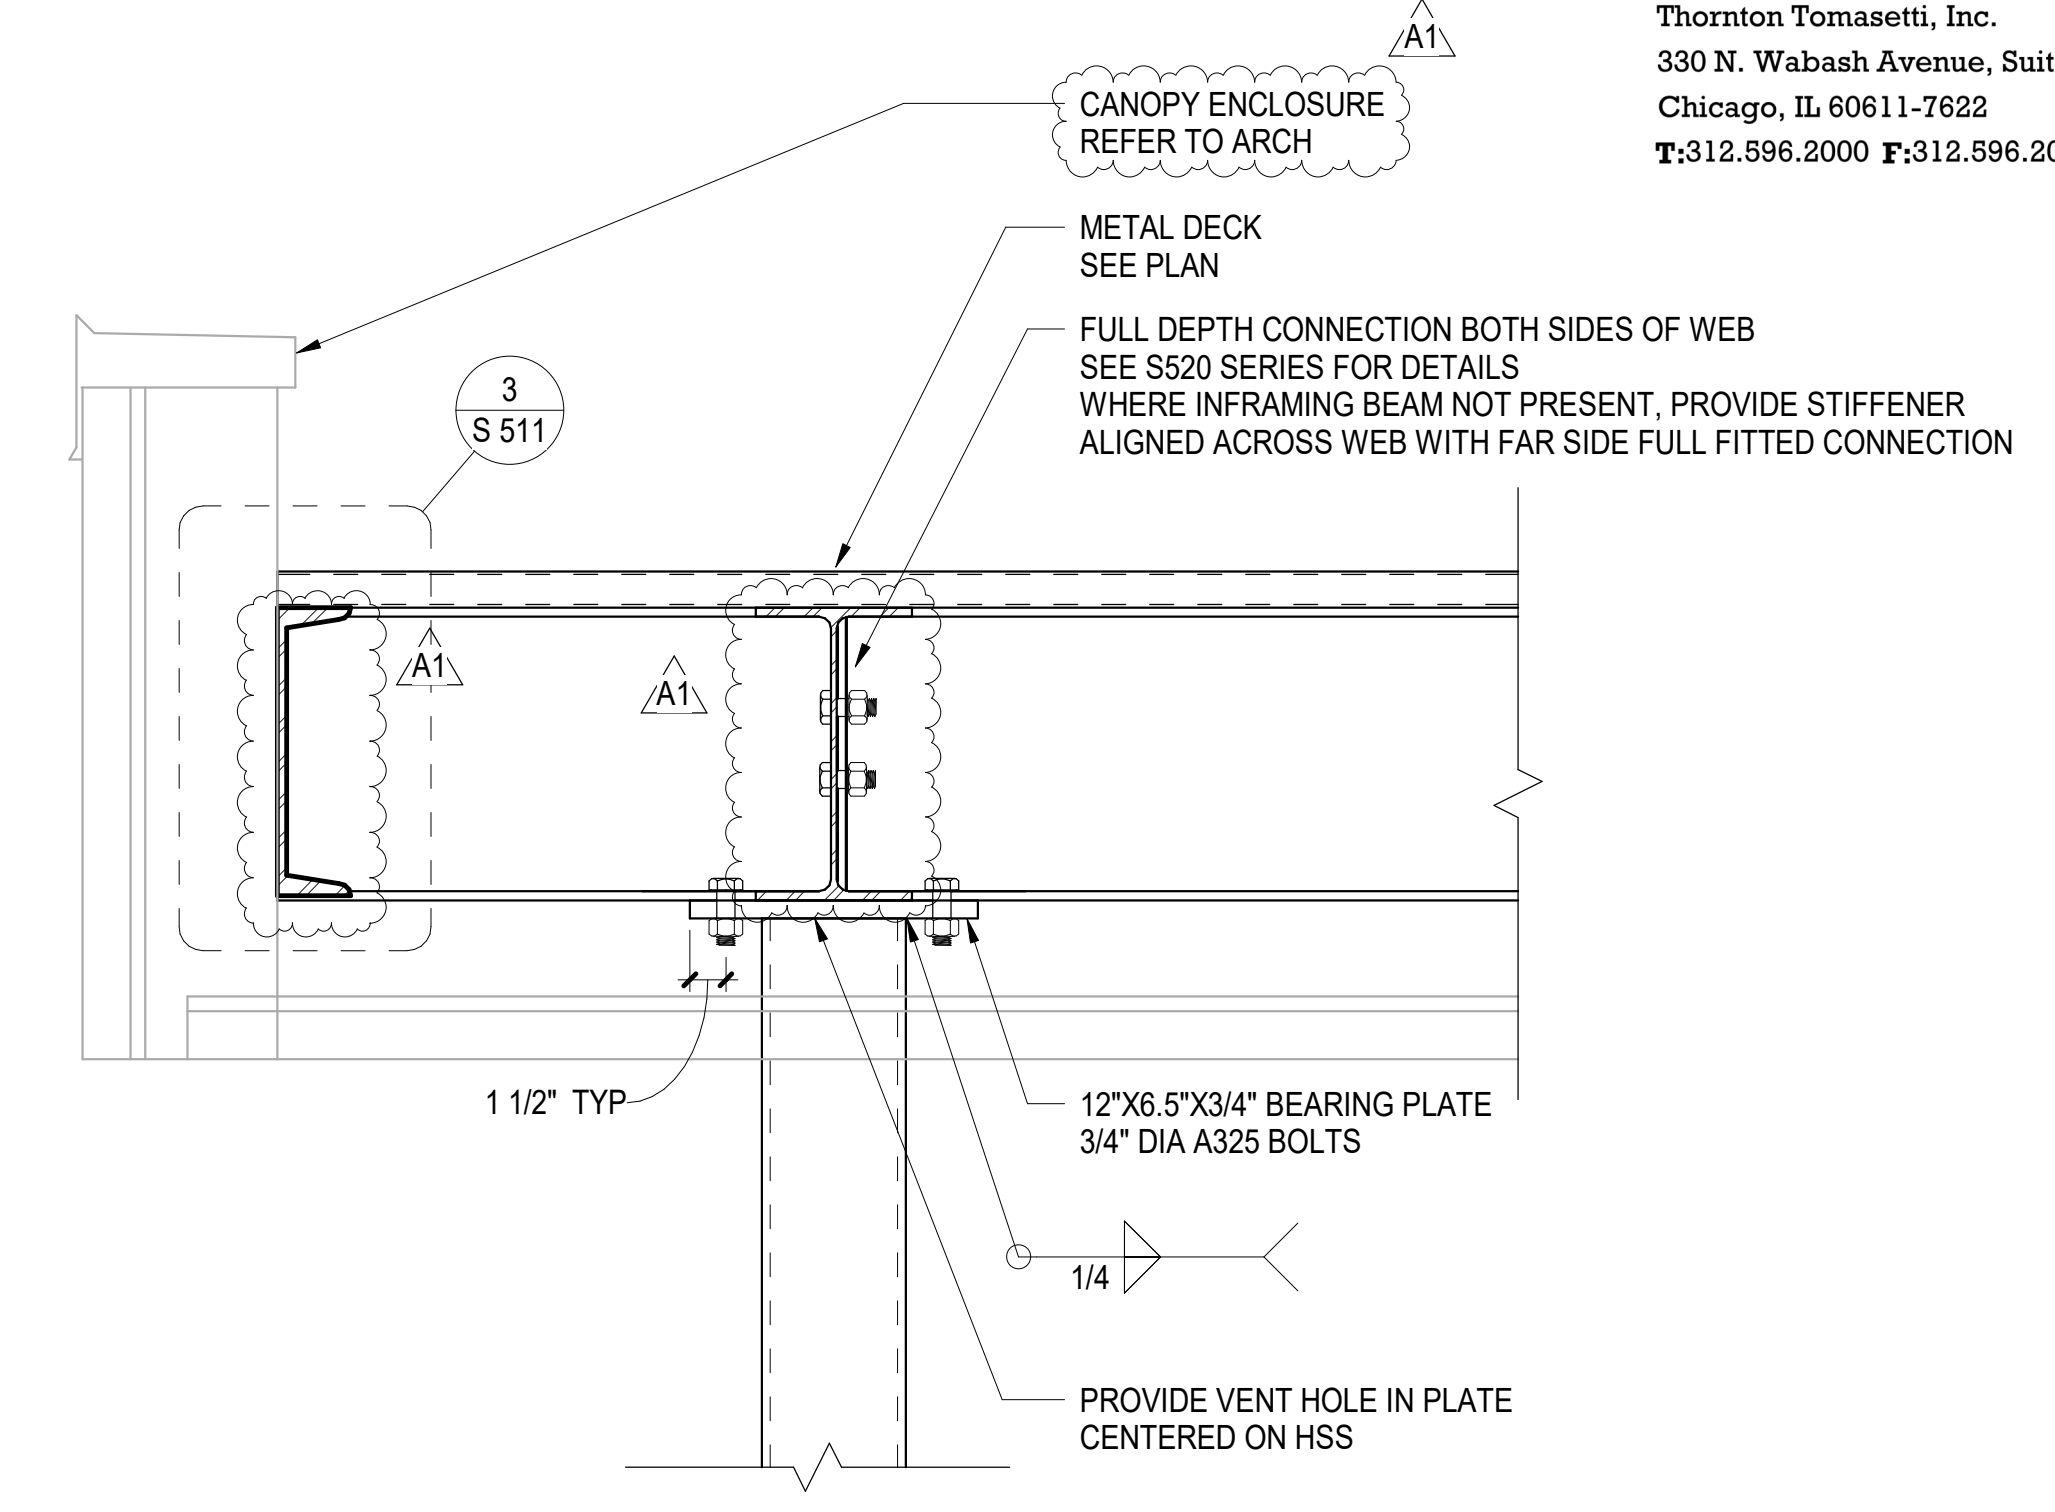 A1
Thornton Tomasetti, Inc.
330 N. Wabash Avenue, Suit
Chicago, IL 60611-7622
T:312.596.2000 F:312.596.20
CANOPY ENCLOSURE
REFER TO ARCH
METAL DECK
SEE PLAN
FULL DEPTH CONNECTION BOTH SIDES OF WEB
SEE S520 SERIES FOR DETAILS
WHERE INFRAMING BEAM NOT PRESENT, PROVIDE STIFFENER
ALIGNED ACROSS WEB WITH FAR SIDE FULL FITTED CONNECTION
3
S 511
A1
A1
1 1/2" TYP
12"X6.5"X3/4" BEARING PLATE
3/4" DIA A325 BOLTS
1/4
PROVIDE VENT HOLE IN PLATE
CENTERED ON HSS